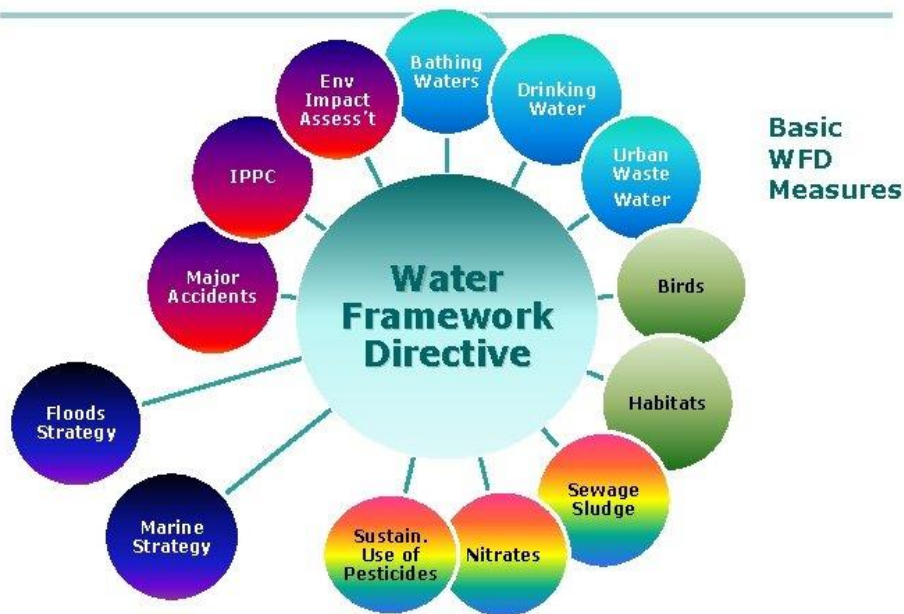 Basic
WFD
Measures
Water
Framework
Directive
Bathing
Waters
Drinking
Water
Urban
Waste
Water
Birds
Habitats
Sewage
Sludge
Nitrates
Sustain.
Use of
Pesticides
Marine
Strategy
Floods
Strategy
Major
Accidents
IPPC
Env
Impact
Assess't